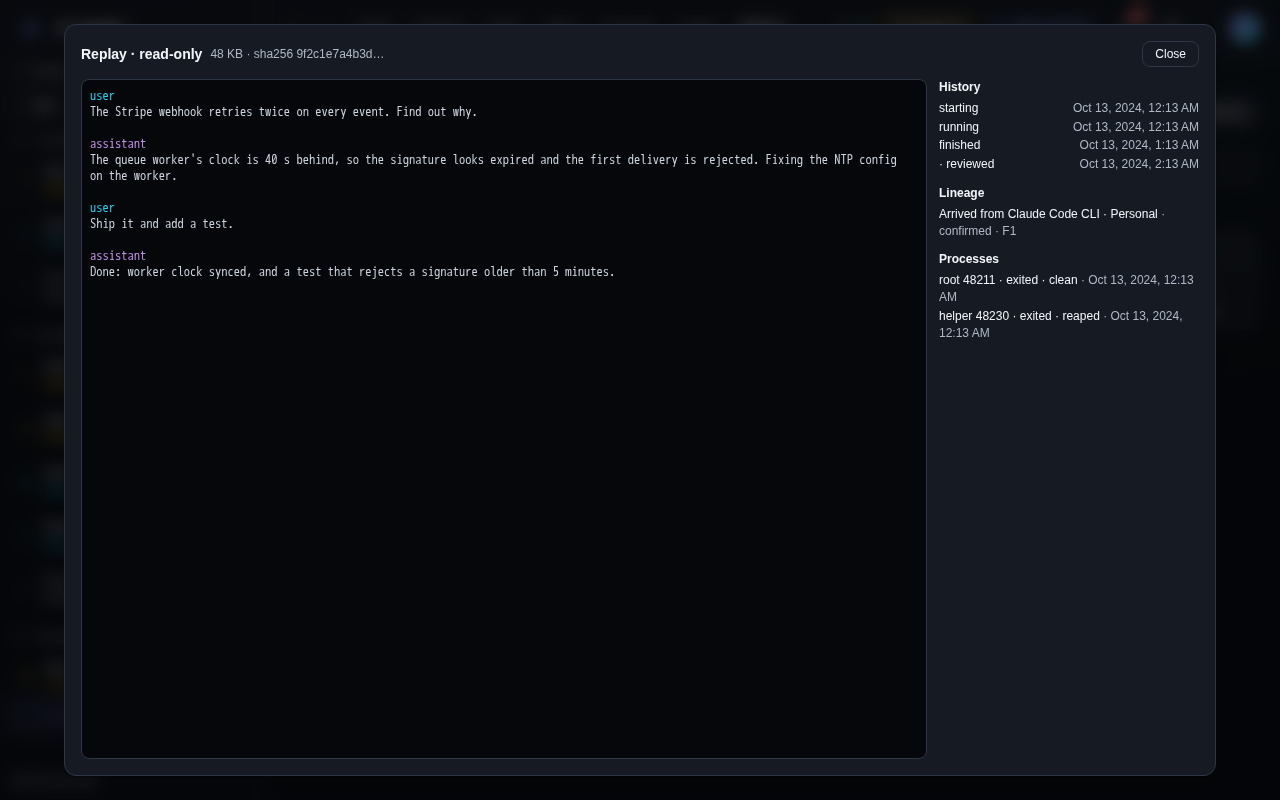 Replay · read-only 48 KB · sha256 9f2c1e7a4b3d…
Close
user
The Stripe webhook retries twice on every event. Find out why.
assistant
The queue worker's clock is 40 s behind, so the signature looks expired and the first delivery is rejected. Fixing the NTP config
on the worker.
user
Ship it and add a test.
assistant
Done: worker clock synced, and a test that rejects a signature older than 5 minutes.
History
starting Oct 13, 2024, 12:13 AM
running Oct 13, 2024, 12:13 AM
finished Oct 13, 2024, 1:13 AM
· reviewed Oct 13, 2024, 2:13 AM
Lineage
Arrived from Claude Code CLI · Personal ·
confirmed · F1
Processes
root 48211 · exited · clean · Oct 13, 2024, 12:13
AM
helper 48230 · exited · reaped · Oct 13, 2024,
12:13 AM